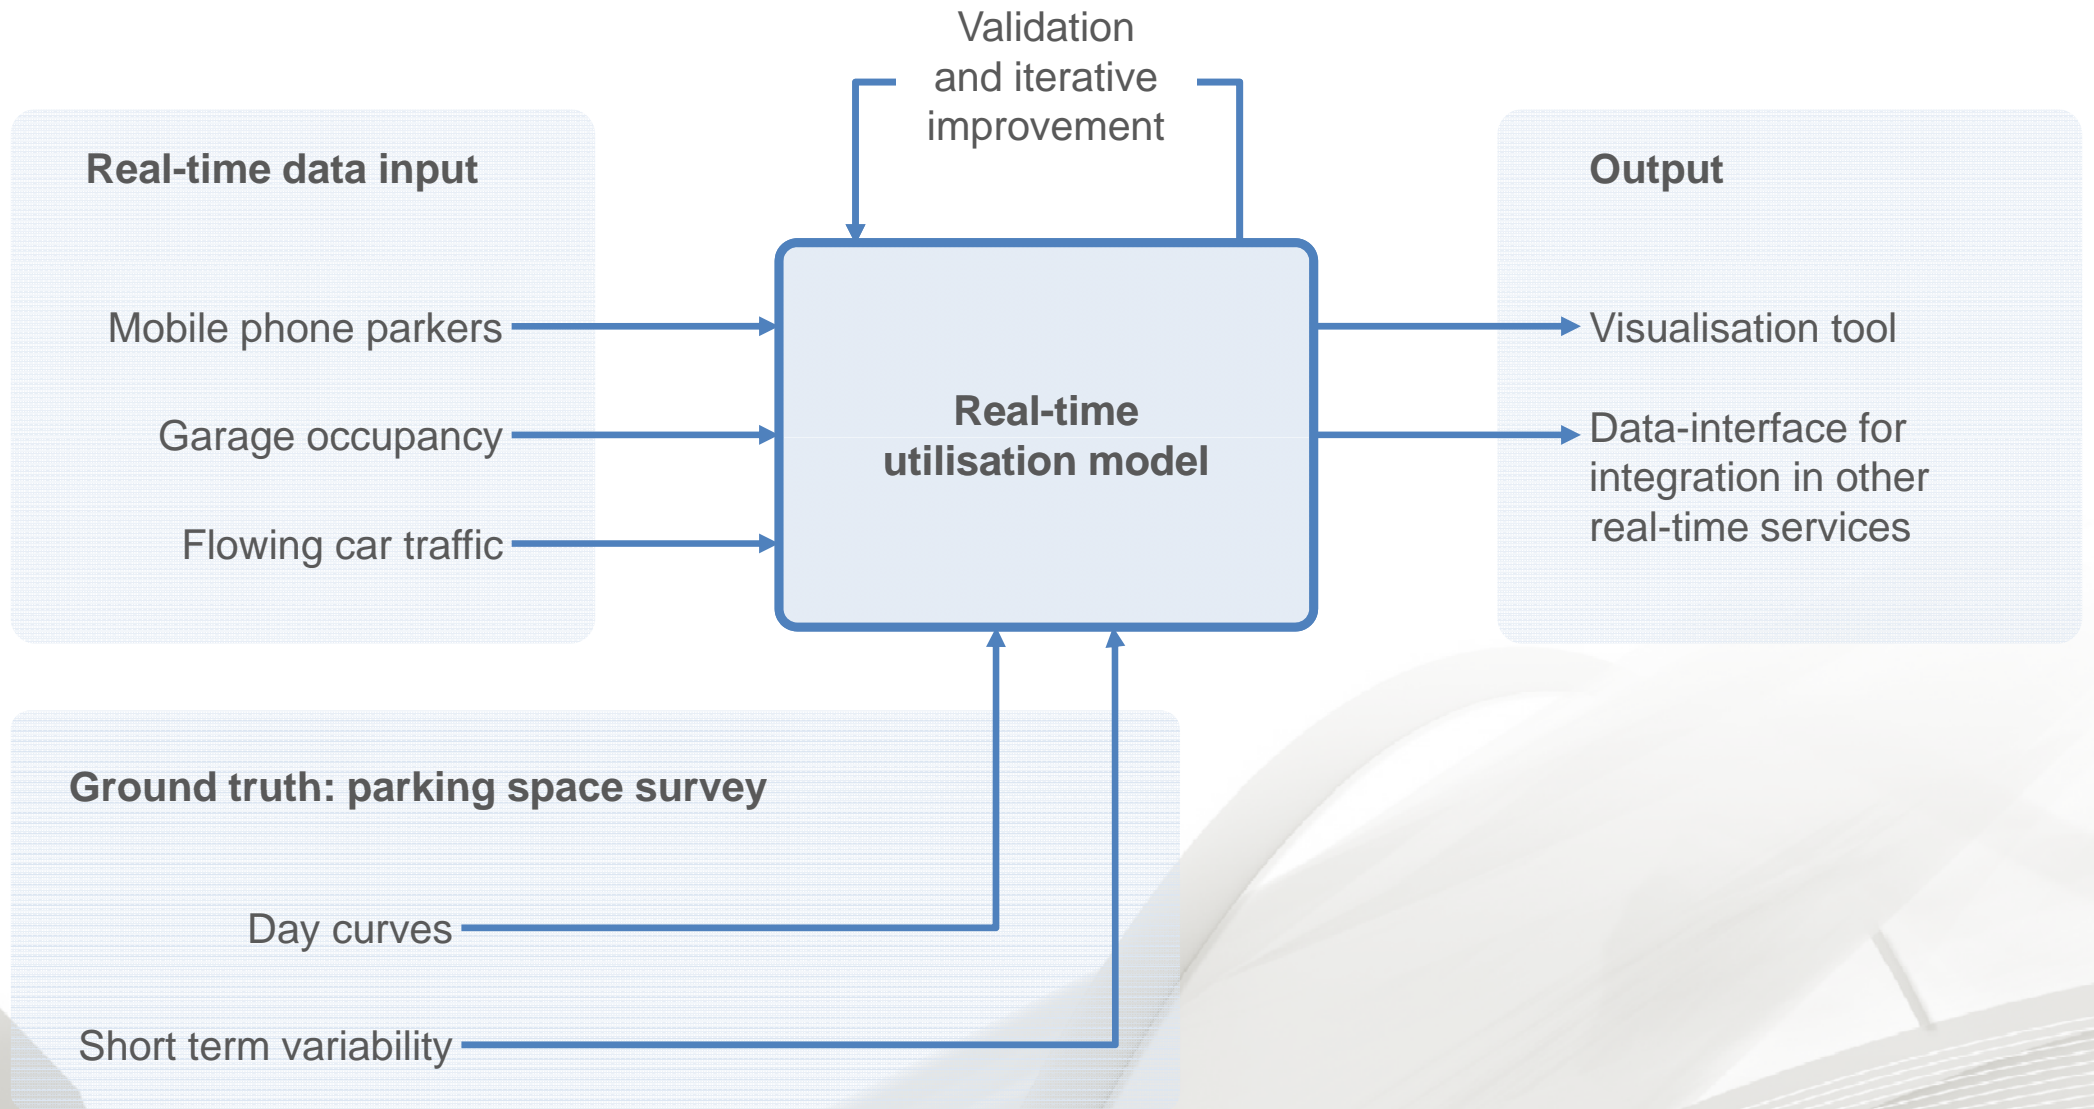 Validation
and iterative
improvement
Real-time data input
Mobile phone parkers
Garage occupancy
Flowing car traffic
Real-time
utilisation model
Output
Visualisation tool
Data-interface for
integration in other
real-time services
Ground truth: parking space survey
Day curves
Short term variability